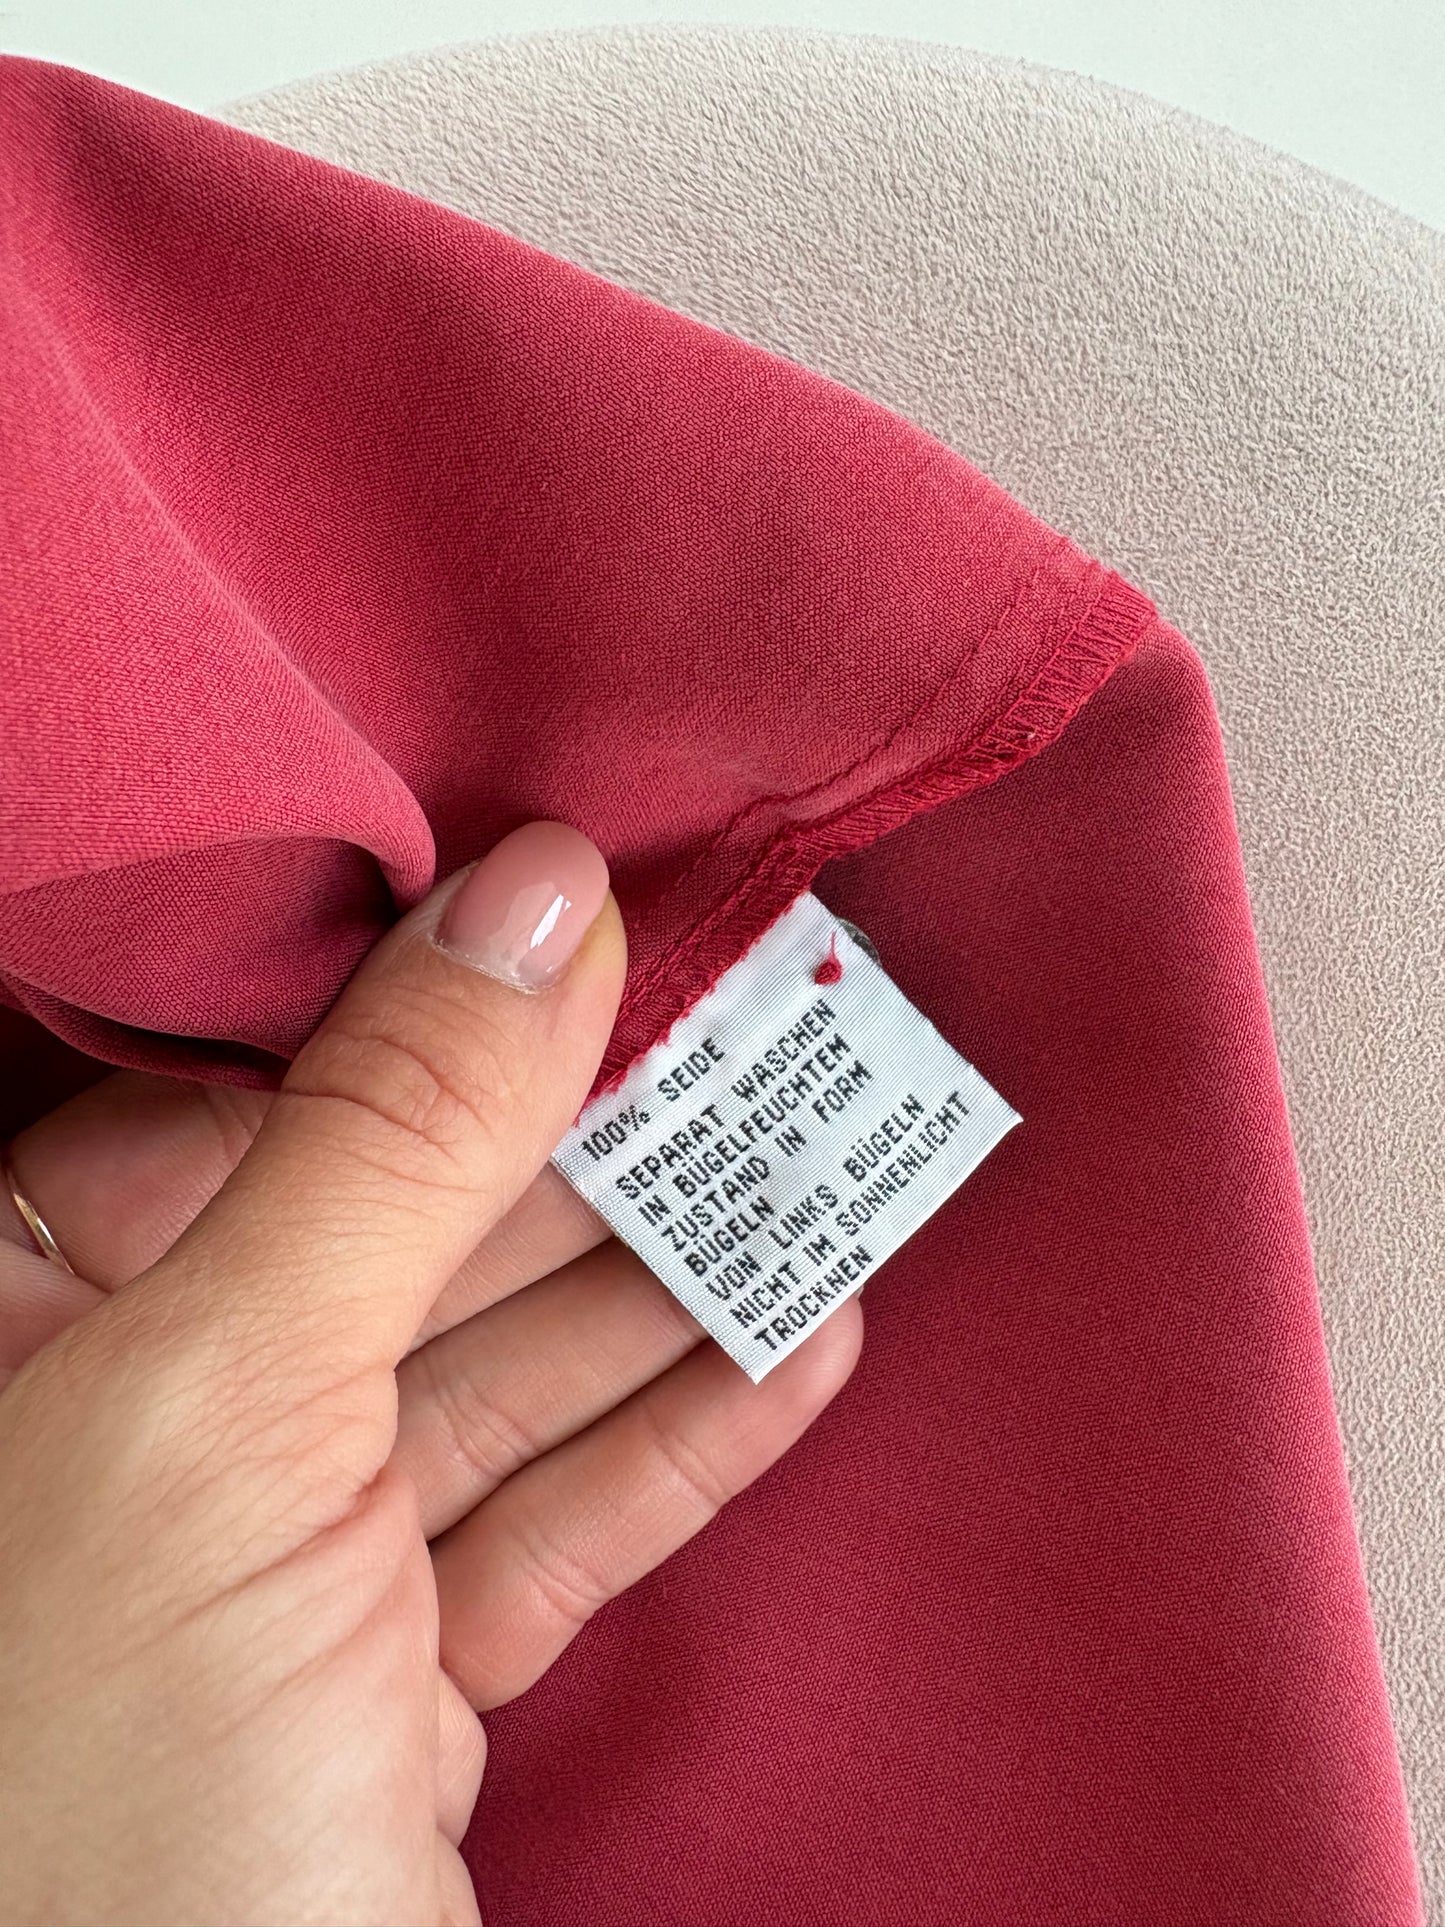 100% SEIDE
SEPARAT WASCHEN
IN BÜGELFEUCHTEM
ZUSTAND IN FORM
BÜGELN
VON LINKS BÜGELN
NICHT IM SONNENLICHT
TROCKNEN